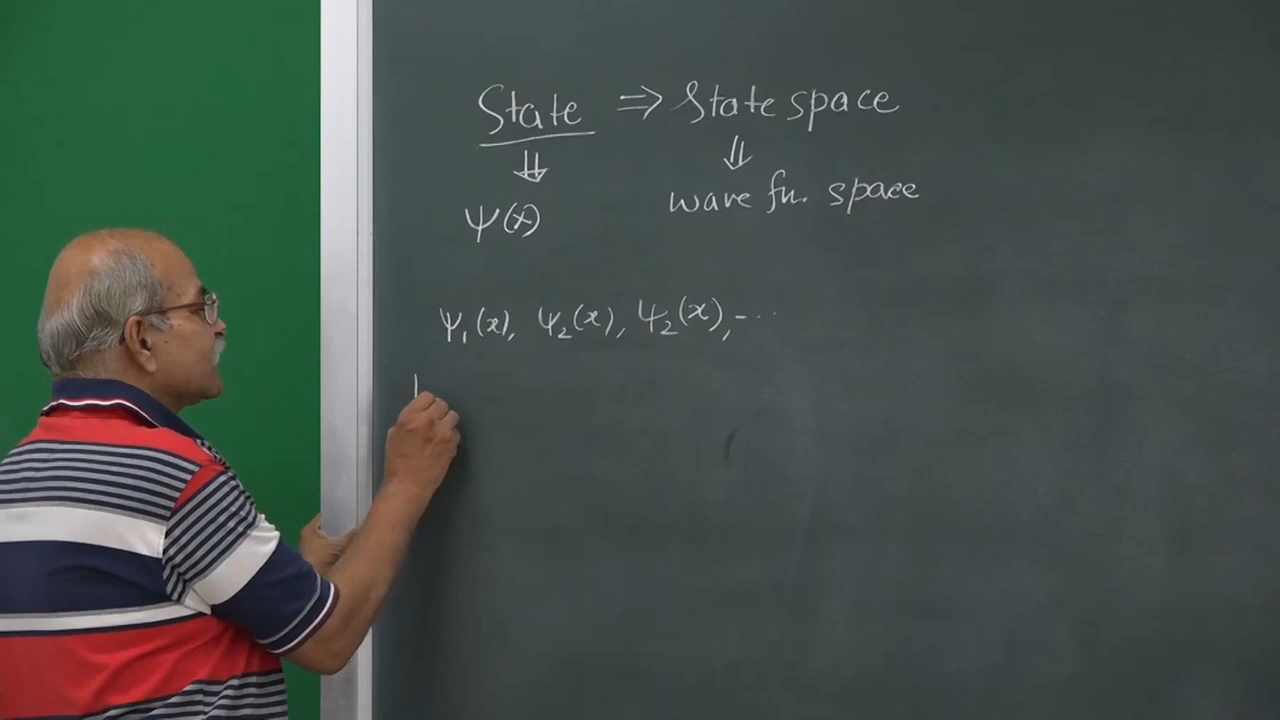 State ⇒ State space
⇓ ⇓
ψ(x) wave fn. space
ψ₁(x), ψ₂(x), ψ₂(x), -...